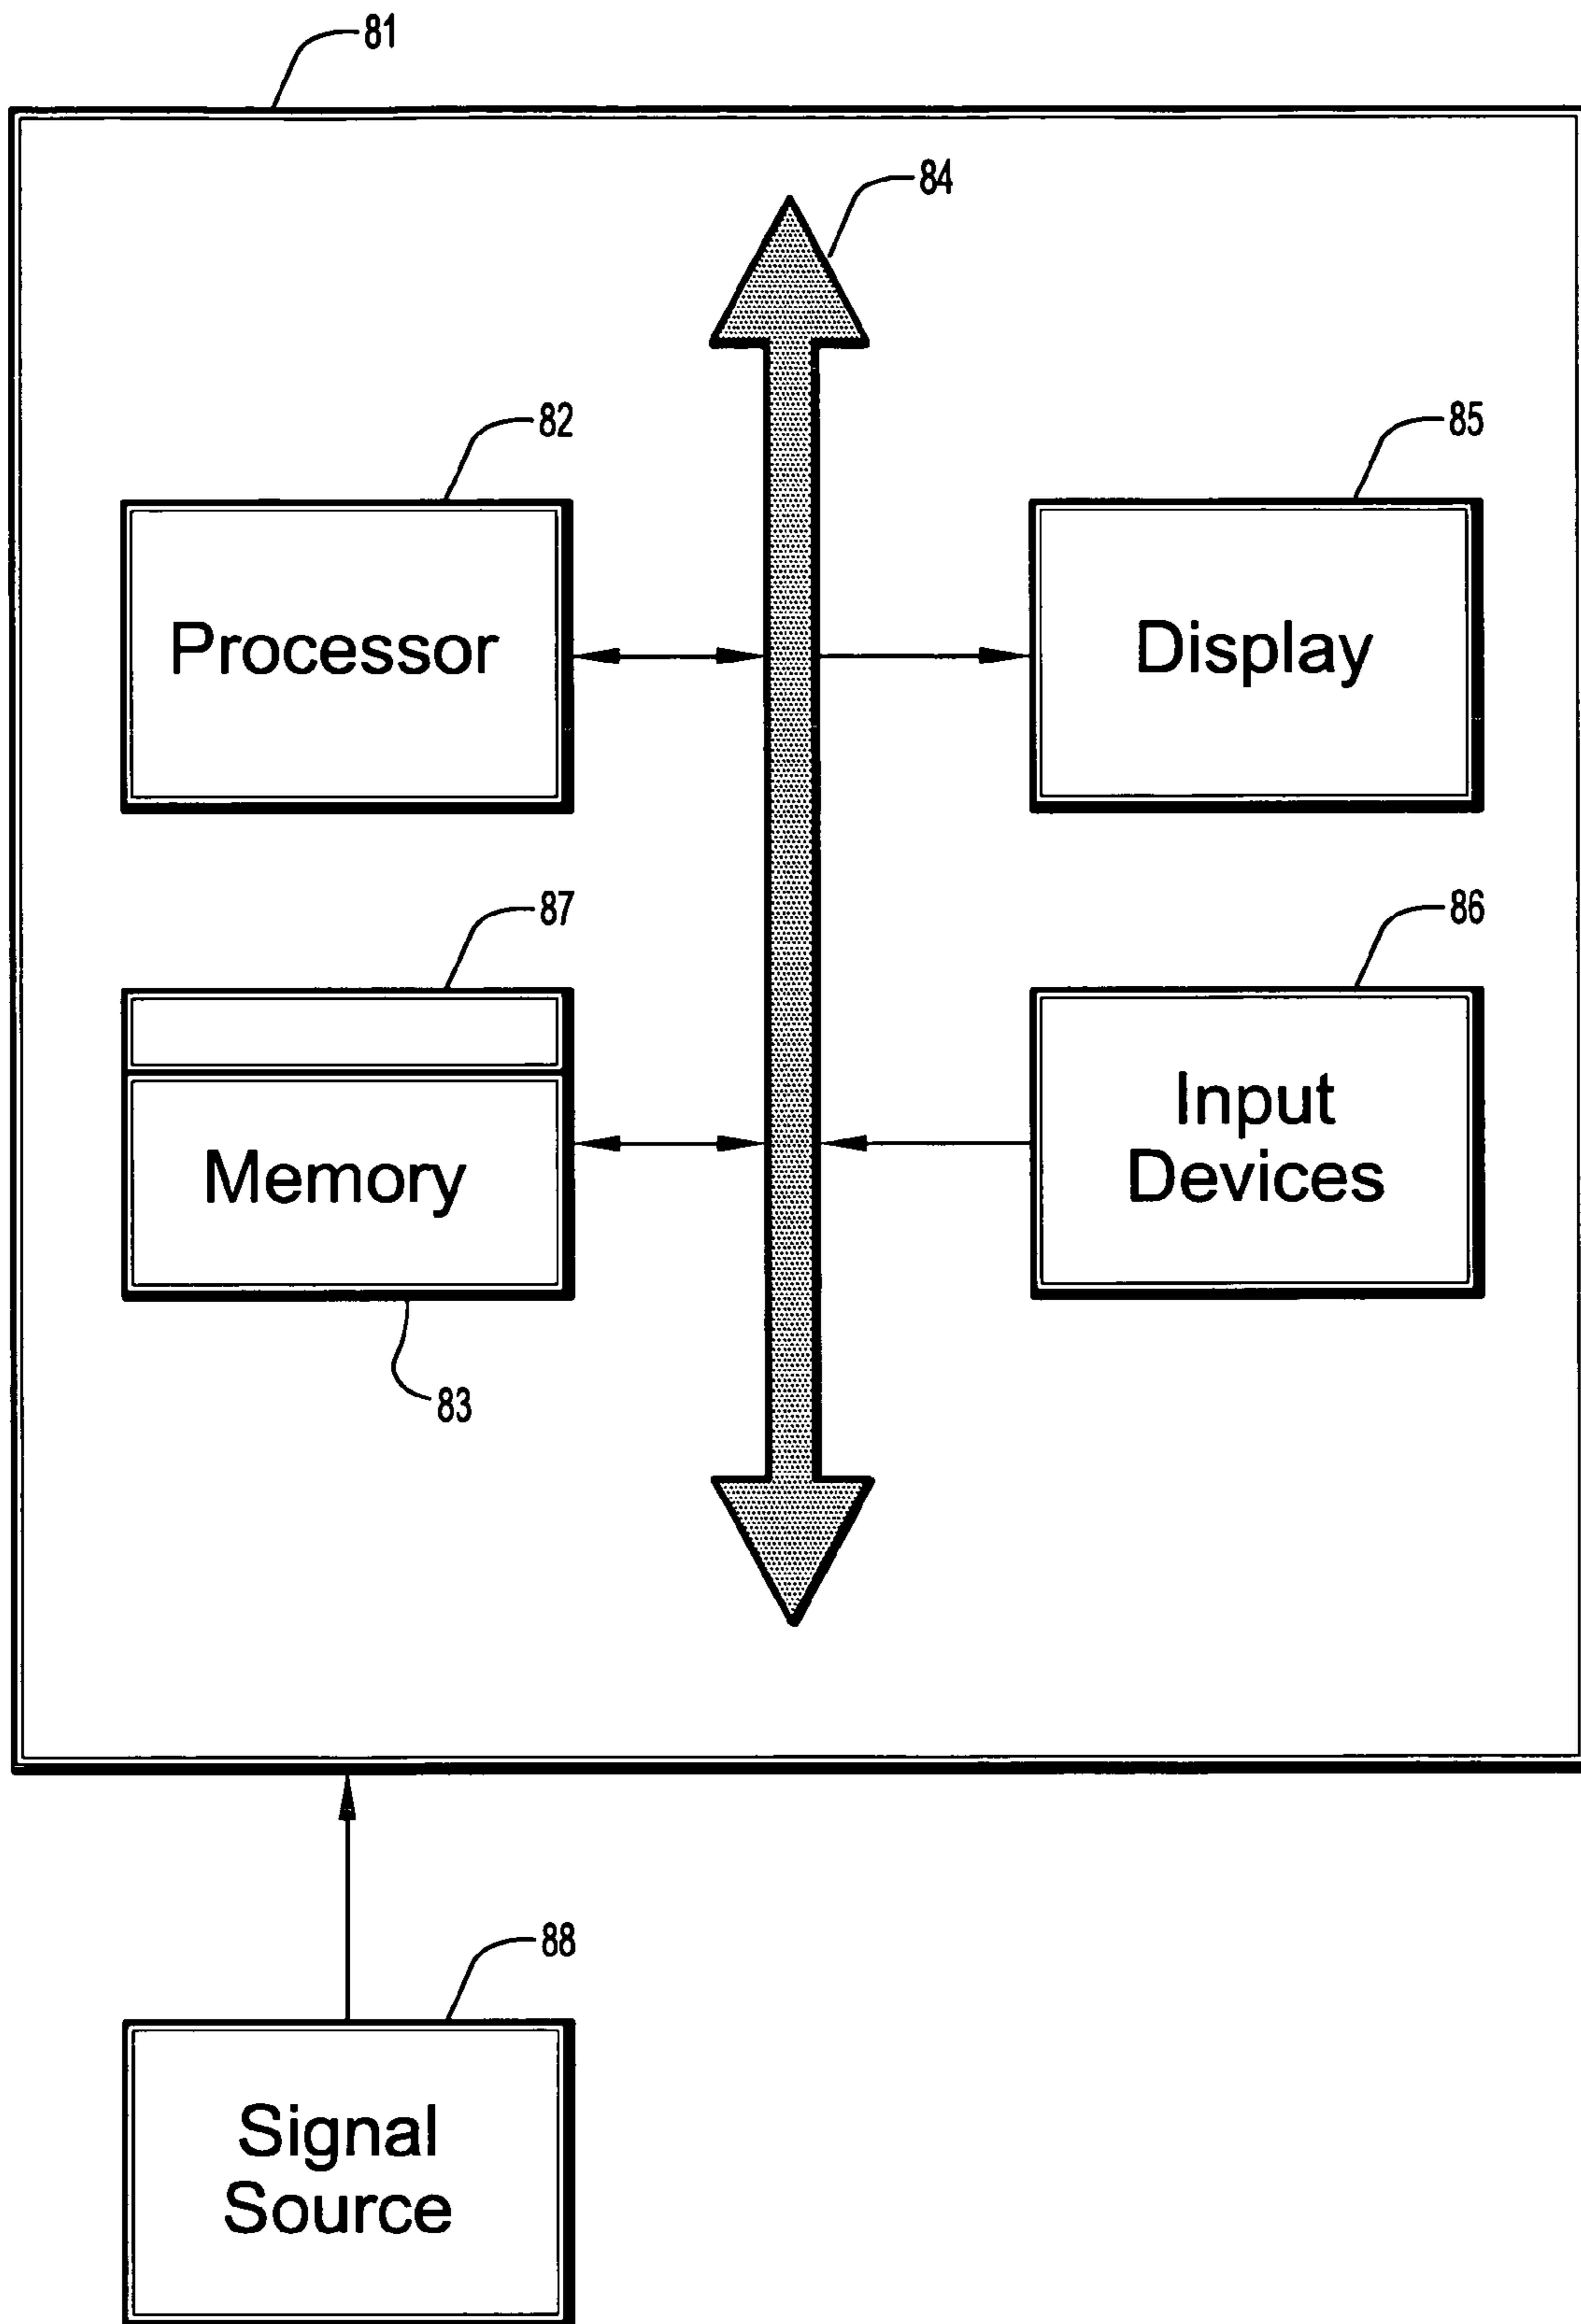 81
84
82
85
Processor
Display
87
86
Input
Devices
Memory
83
88
Signal
Source